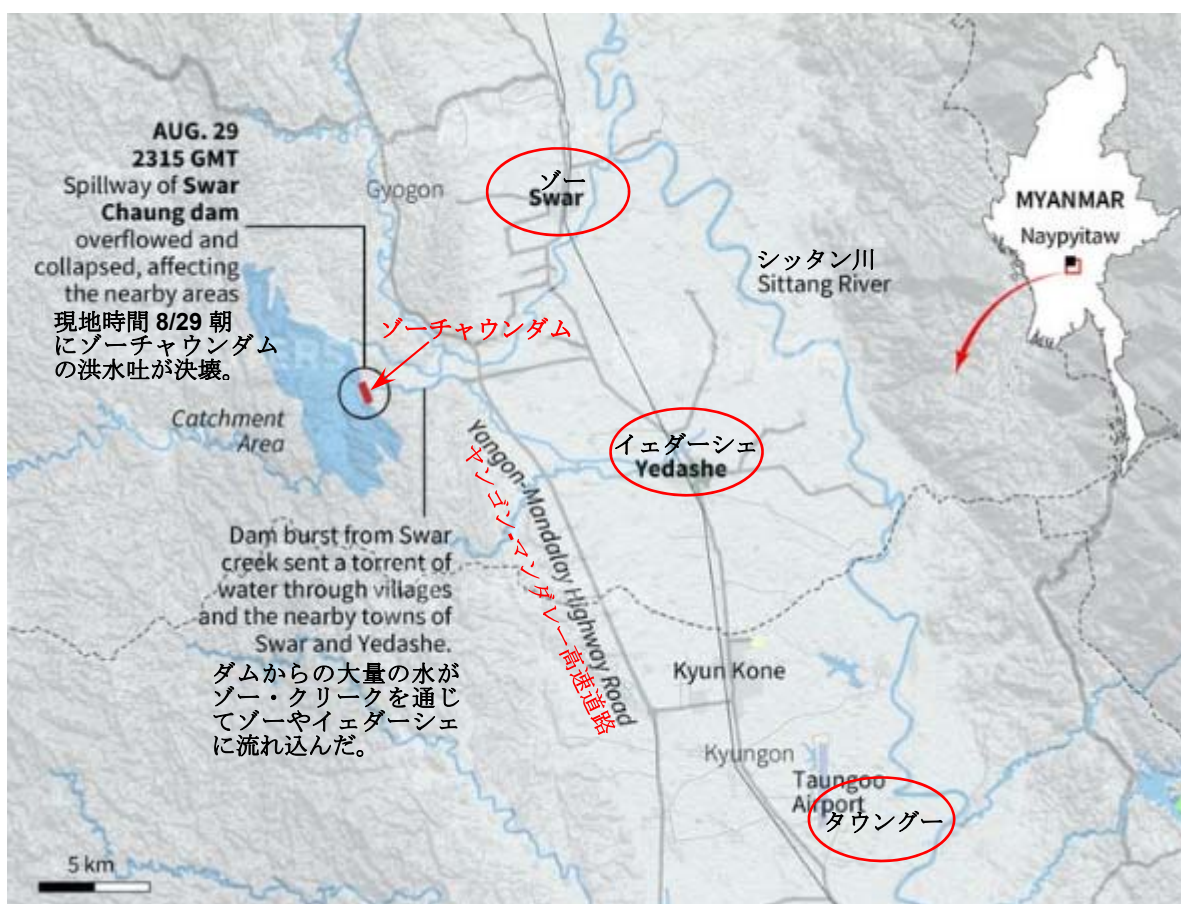 AUG. 29
2315 GMT
Spillway of Swar
Chaung dam
overflowed and
collapsed, affecting
the nearby areas
現地時間 8/29 朝
にゾーチャウンダム
の洪水吐が決壊。
Gyogon
ゾー
Swar
シッタン川
Sittang River
MYANMAR
Naypyitaw
ゾーチャウンダム
Catchment
Area
イェダーシェ
Yedashe
Yangon-Mandalay Highway Road
ヤンゴン・マンダレー高速道路
Dam burst from Swar
creek sent a torrent of
water through villages
and the nearby towns of
Swar and Yedashe.
ダムからの大量の水が
ゾー・クリークを通じ
てゾーやイェダーシェ
に流れ込んだ。
Kyun Kone
Kyungon
Taungoo
Airport
タウングー
5 km